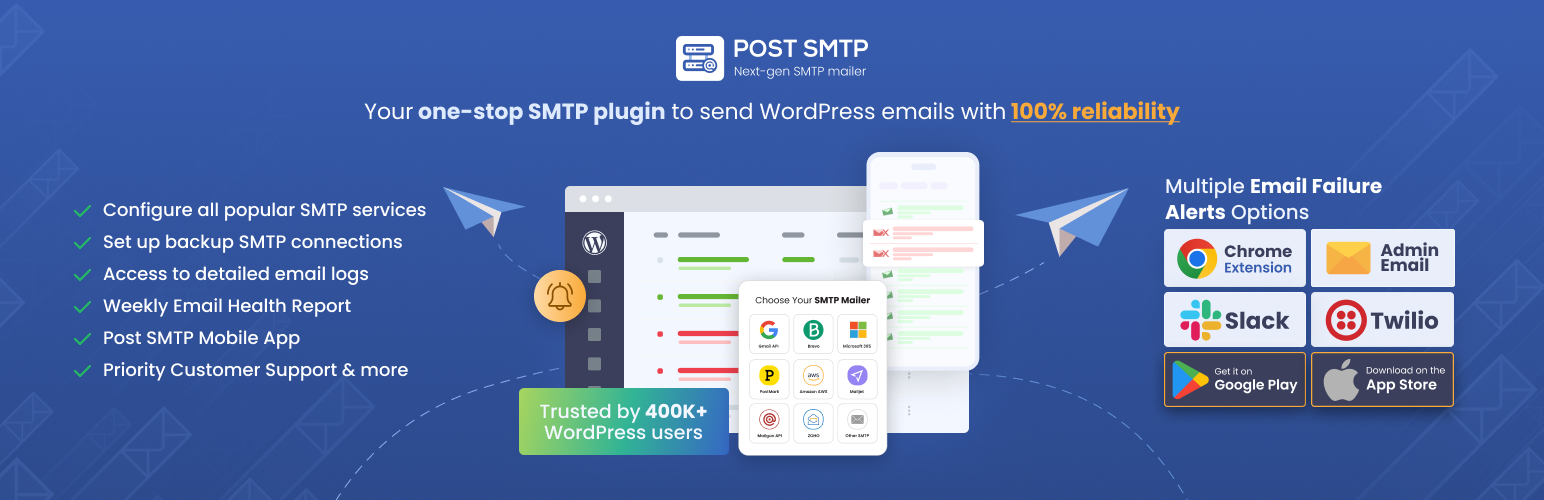 POST SMTP
Next-gen SMTP mailer
Your one-stop SMTP plugin to send WordPress emails with 100% reliability
Configure all popular SMTP services
Set up backup SMTP connections
Access to detailed email logs
Weekly Email Health Report
Post SMTP Mobile App
Priority Customer Support & more
Trusted by 400K+
WordPress users
Choose Your SMTP Mailer
Gmail API
Brevo
Microsoft 365
PostMark
aws
Amazon AWS
Mailjet
Mailgun API
ZOHO
Other SMTP
Multiple Email Failure
Alerts Options
Chrome
Extension
Admin
Email
Slack
Twilio
Get it on
Google Play
Download on the
App Store